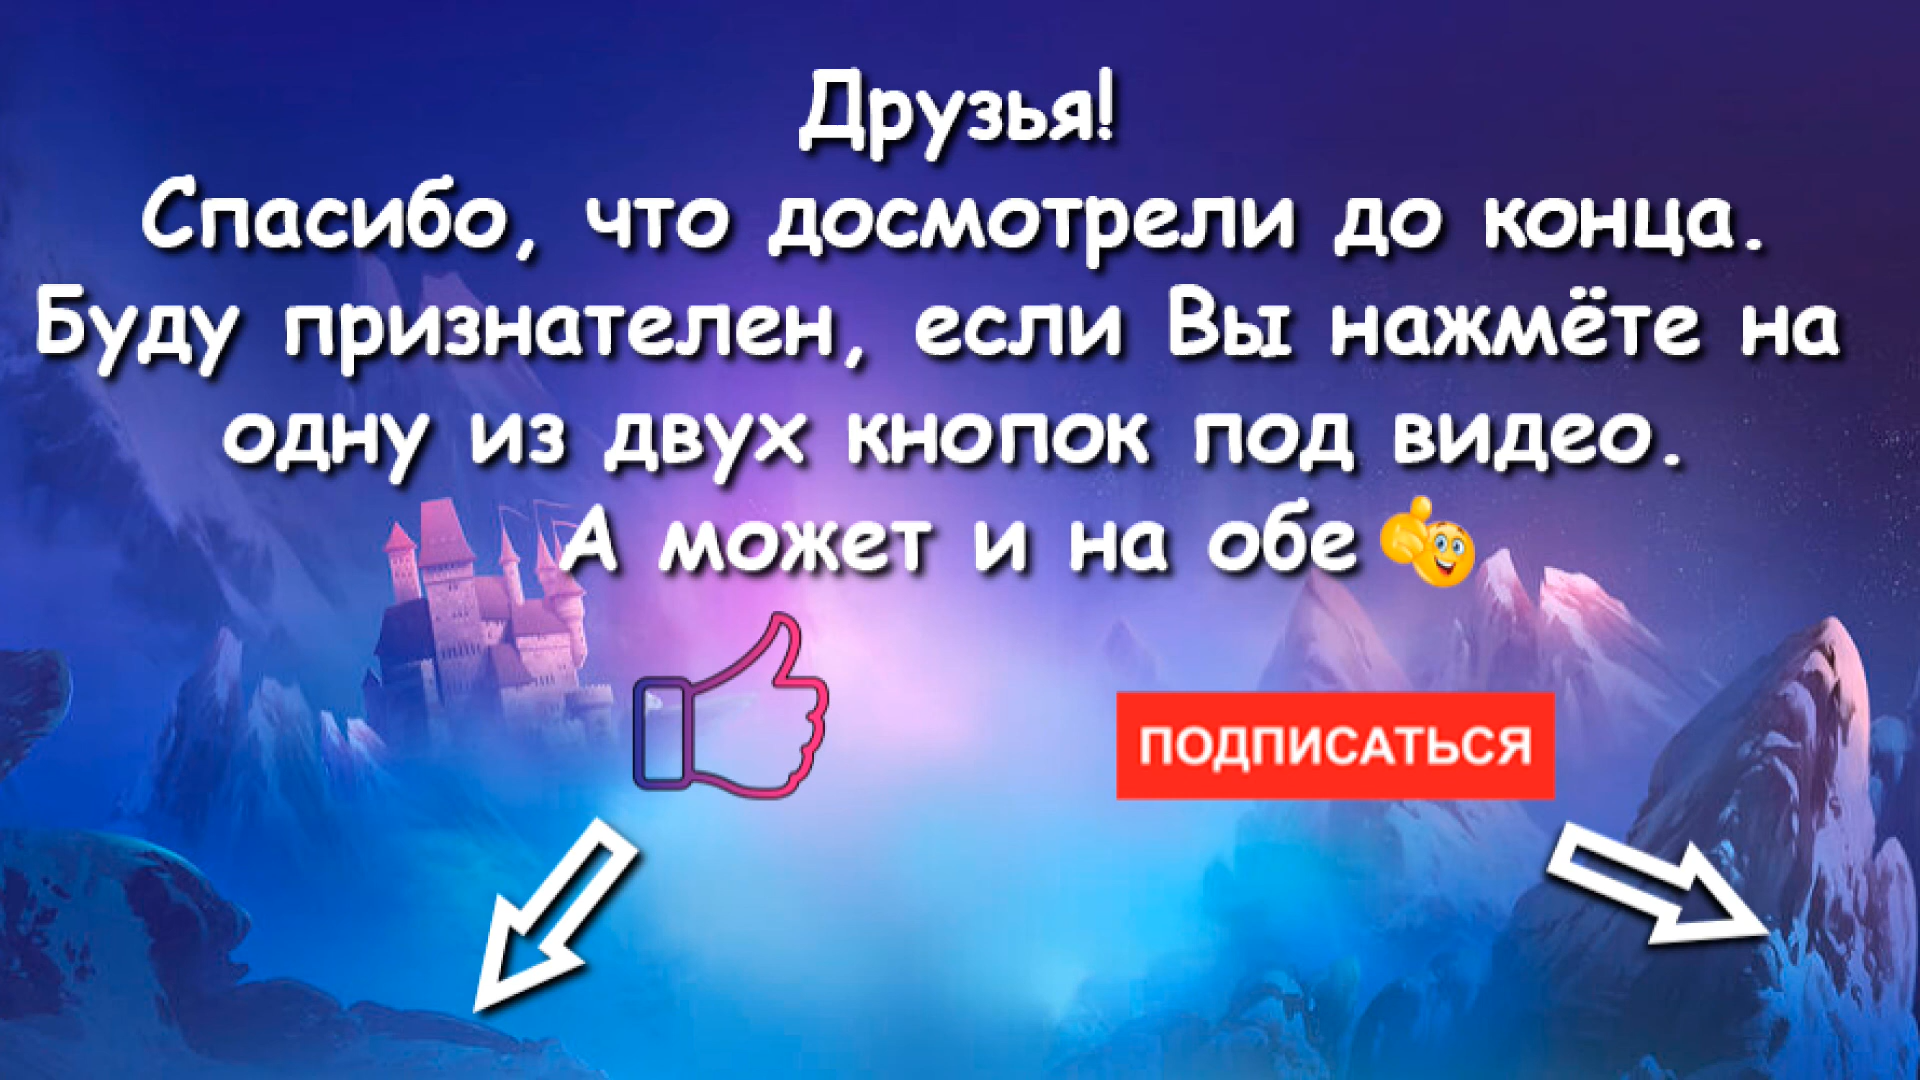 Друзья!
Спасибо, что досмотрели до конца.
Буду признателен, если Вы нажмёте на
одну из двух кнопок под видео.
А может и на обе
ПОДПИСАТЬСЯ